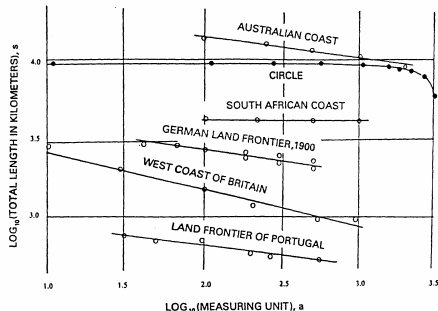 AUSTRALIAN COAST
4.0
CIRCLE
SOUTH AFRICAN COAST
3.5
GERMAN LAND FRONTIER, 1900
WEST COAST OF BRITAIN
3.0
LAND FRONTIER OF PORTUGAL
LOG₁₀ (TOTAL LENGTH IN KILOMETERS), s
1.0 1.5 2.0 2.5 3.0 3.5
LOG₁₀ (MEASURING UNIT), a